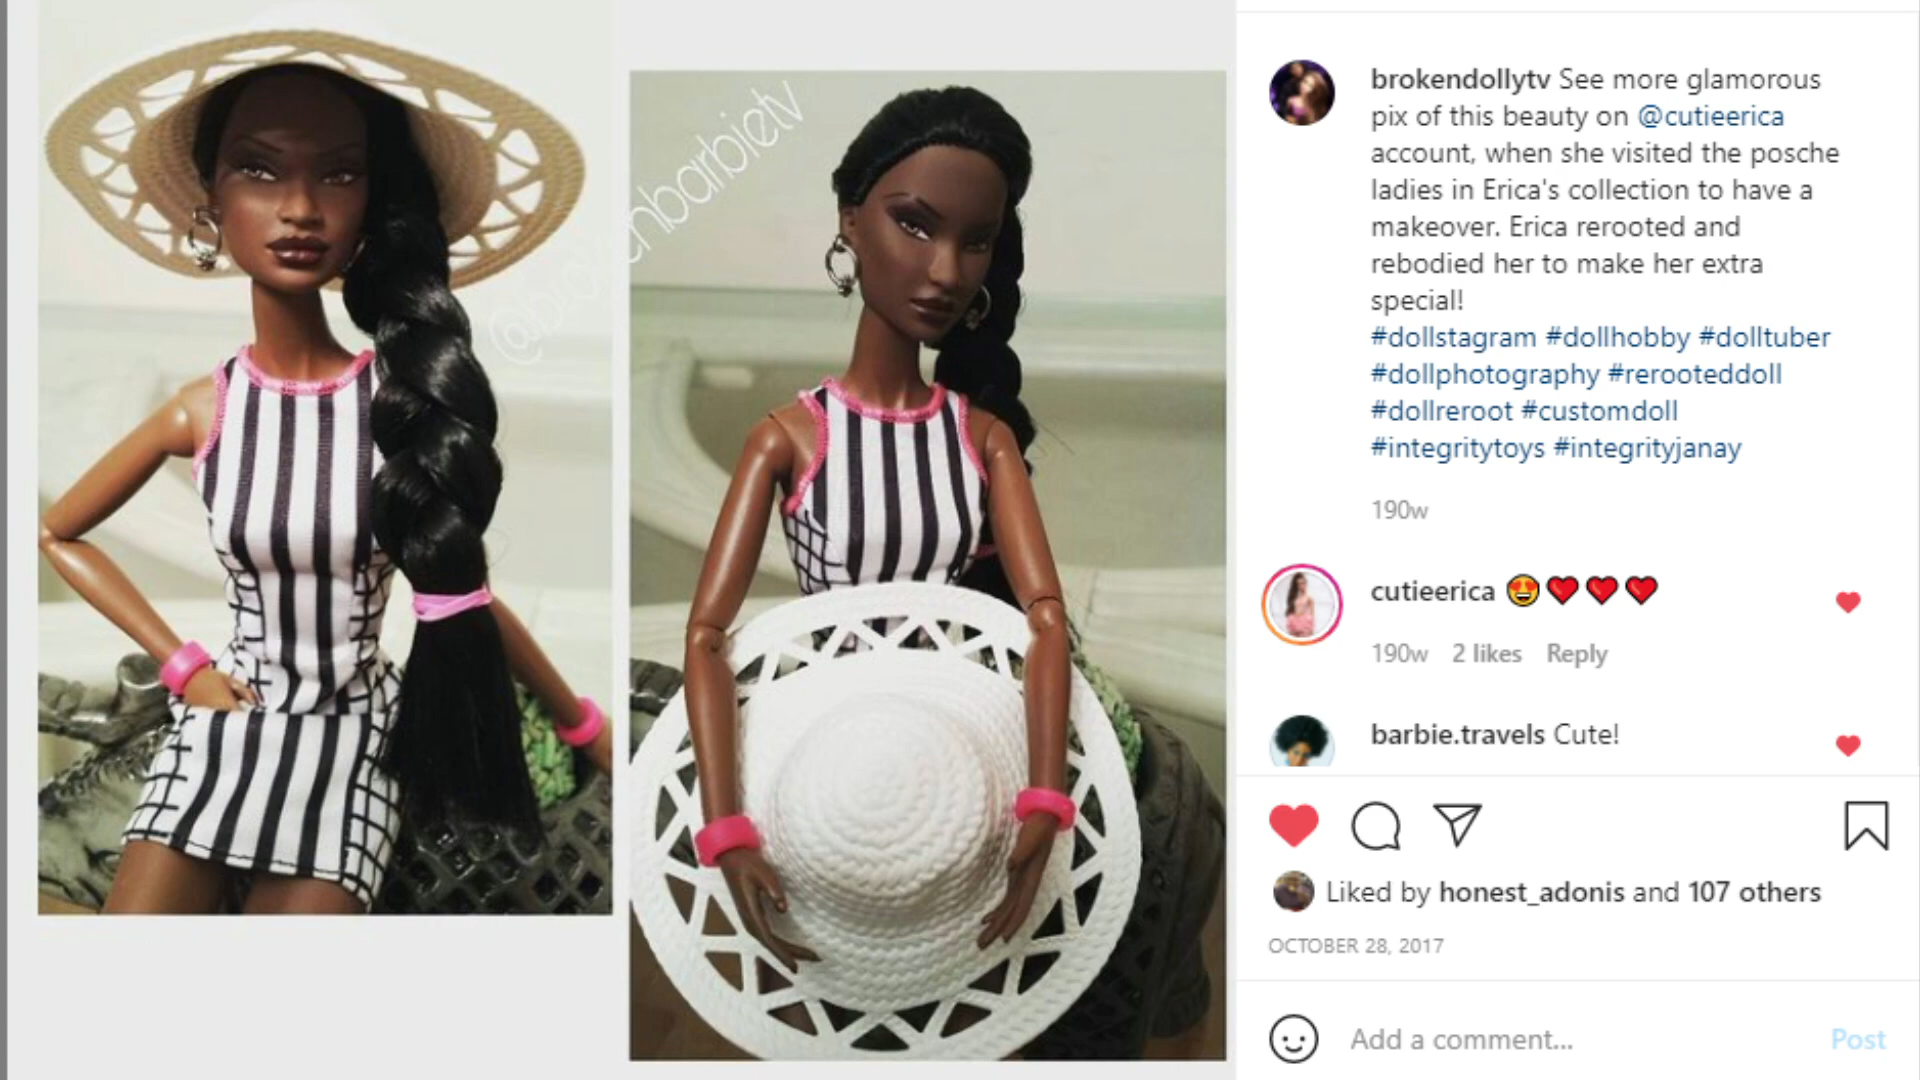 @brokenbarbietv
brokendollytv See more glamorous
pix of this beauty on @cutieerica
account, when she visited the posche
ladies in Erica's collection to have a
makeover. Erica rerooted and
rebodied her to make her extra
special!
#dollstagram #dollhobby #dolltuber
#dollphotography #rerooteddoll
#dollreroot #customdoll
#integritytoys #integrityjanay
190w
cutieerica 😍❤️❤️❤️
190w 2 likes Reply
barbie.travels Cute!
Liked by honest_adonis and 107 others
OCTOBER 28, 2017
Add a comment... Post